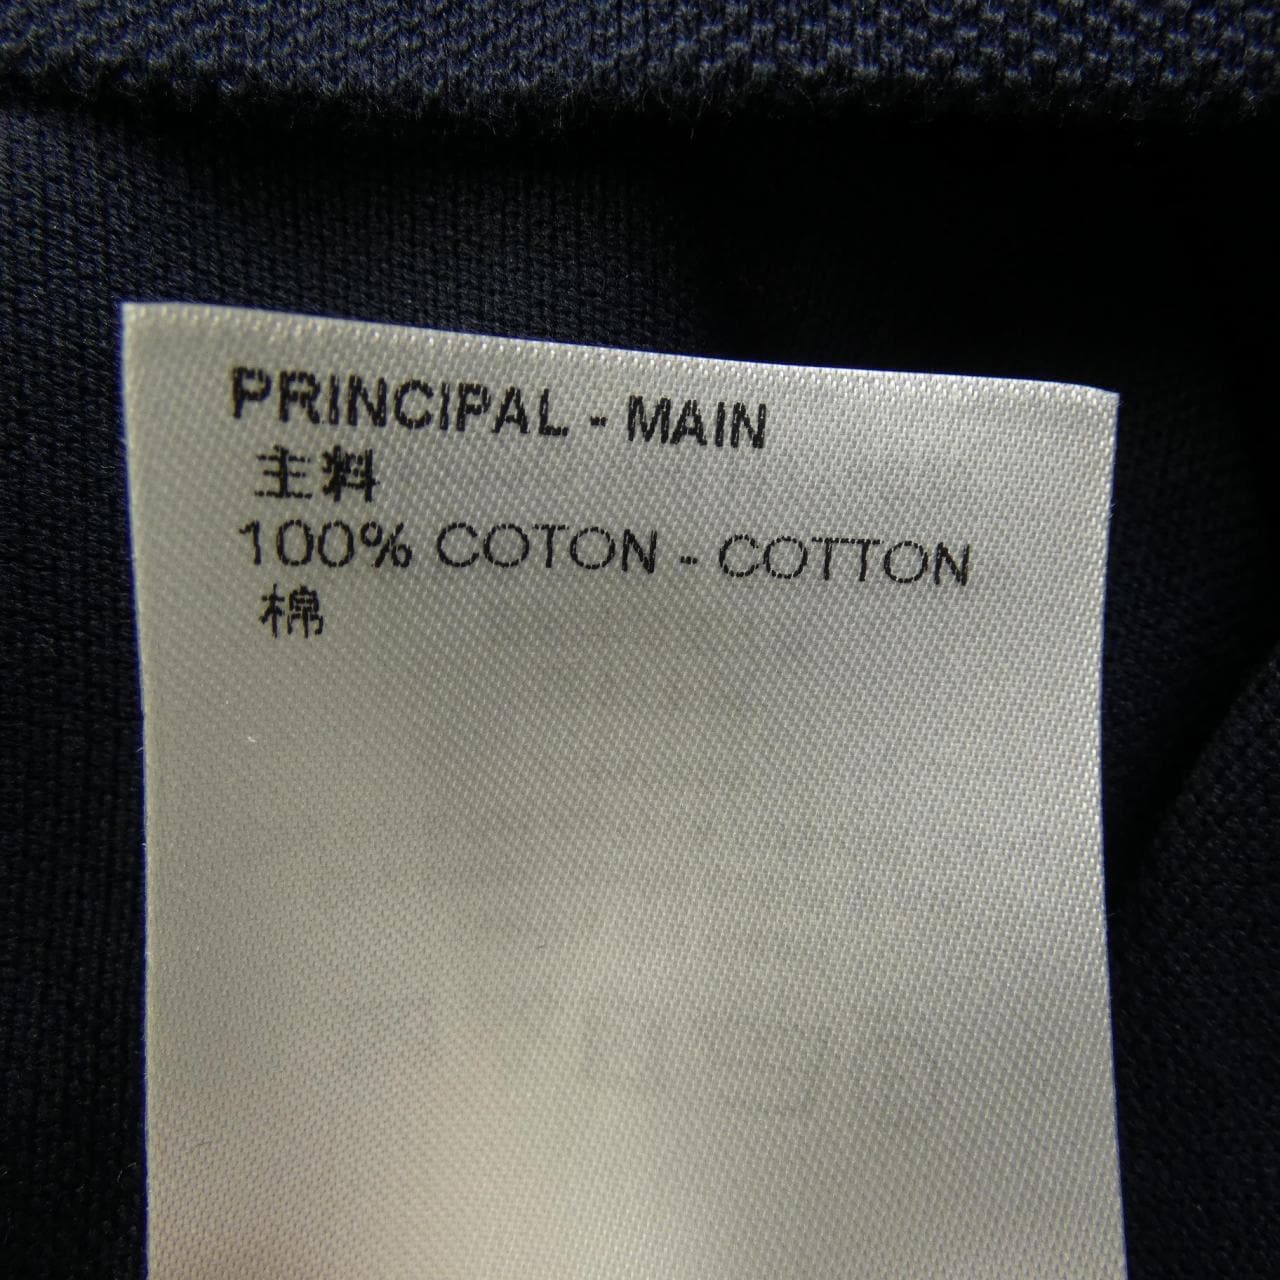 PRINCIPAL - MAIN
主料
100% COTON - COTTON
棉